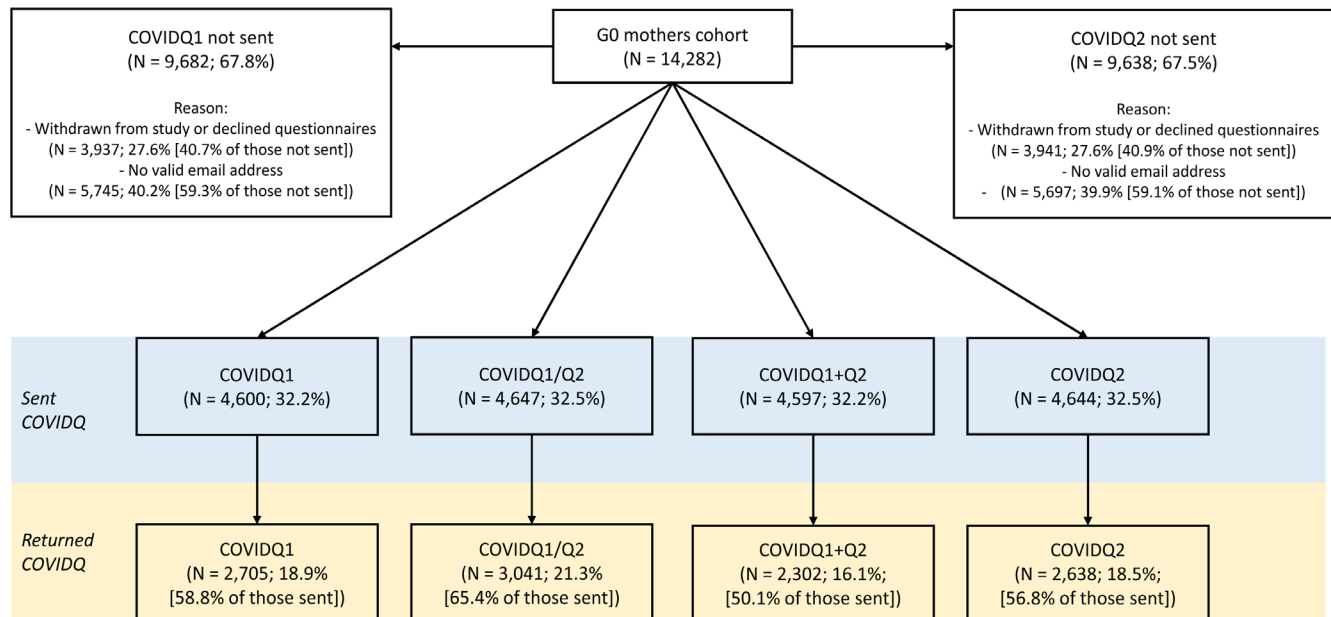 COVIDQ1 not sent
(N = 9,682; 67.8%)
Reason:
- Withdrawn from study or declined questionnaires
(N = 3,937; 27.6% [40.7% of those not sent])
- No valid email address
(N = 5,745; 40.2% [59.3% of those not sent])
G0 mothers cohort
(N = 14,282)
COVIDQ2 not sent
(N = 9,638; 67.5%)
Reason:
- Withdrawn from study or declined questionnaires
(N = 3,941; 27.6% [40.9% of those not sent])
- No valid email address
- (N = 5,697; 39.9% [59.1% of those not sent])
Sent
COVIDQ
COVIDQ1
(N = 4,600; 32.2%)
COVIDQ1/Q2
(N = 4,647; 32.5%)
COVIDQ1+Q2
(N = 4,597; 32.2%)
COVIDQ2
(N = 4,644; 32.5%)
Returned
COVIDQ
COVIDQ1
(N = 2,705; 18.9%
[58.8% of those sent])
COVIDQ1/Q2
(N = 3,041; 21.3%
[65.4% of those sent])
COVIDQ1+Q2
(N = 2,302; 16.1%;
[50.1% of those sent])
COVIDQ2
(N = 2,638; 18.5%;
[56.8% of those sent])